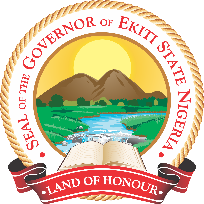 SEAL OF THE GOVERNOR OF EKITI STATE NIGERIA
LAND OF HONOUR